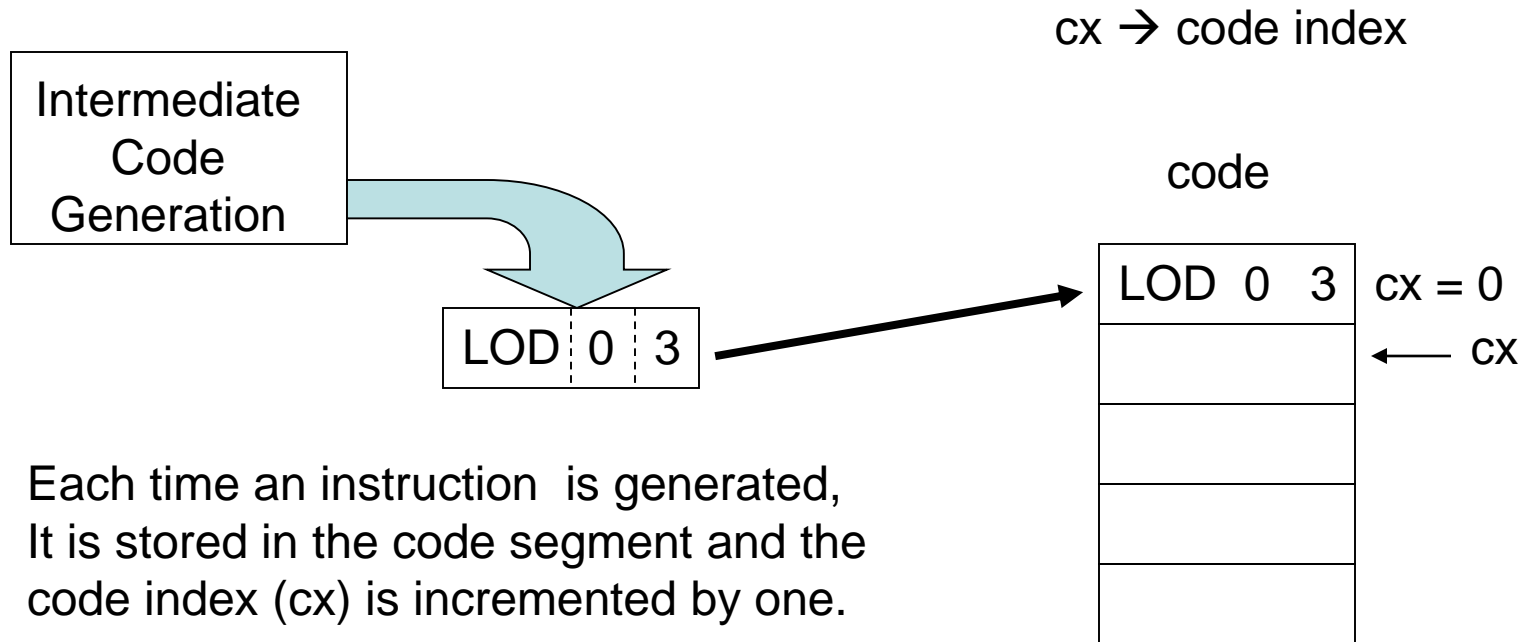 cx → code index
Intermediate
Code
Generation
code
LOD 0 3 cx = 0
cx
LOD 0 3
Each time an instruction is generated,
It is stored in the code segment and the
code index (cx) is incremented by one.